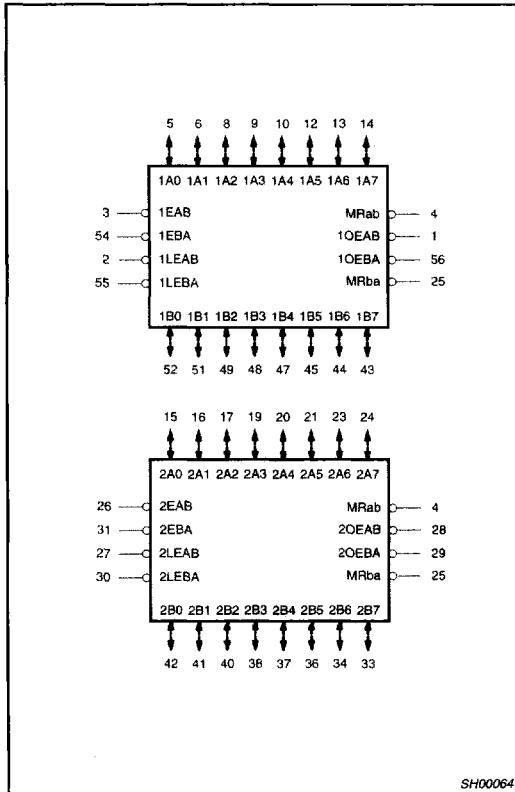 5 6 8 9 10 12 13 14
1A0 1A1 1A2 1A3 1A4 1A5 1A6 1A7
3 1EAB MRab 4
54 1EBA 1OEAB 1
2 1LEAB 1OEBA 56
55 1LEBA MRba 25
1B0 1B1 1B2 1B3 1B4 1B5 1B6 1B7
52 51 49 48 47 45 44 43
15 16 17 19 20 21 23 24
2A0 2A1 2A2 2A3 2A4 2A5 2A6 2A7
26 2EAB MRab 4
31 2EBA 2OEAB 28
27 2LEAB 2OEBA 29
30 2LEBA MRba 25
2B0 2B1 2B2 2B3 2B4 2B5 2B6 2B7
42 41 40 38 37 36 34 33
SH00064